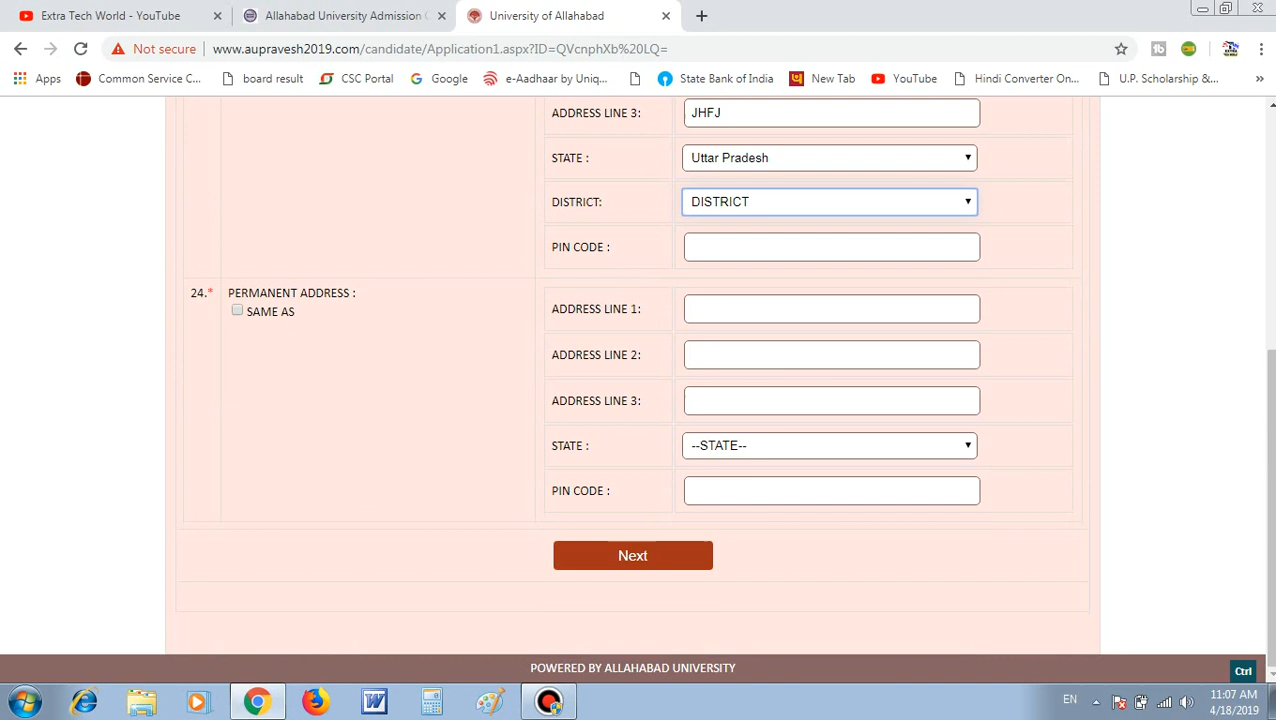 Extra Tech World - YouTube
Allahabad University Admission
University of Allahabad
Not secure
www.aupravesh2019.com/candidate/Application1.aspx?ID=QVcnphXb%20LQ=
Apps
Common Service C...
board result
CSC Portal
Google
e-Aadhaar by Uniq...
State Bank of India
New Tab
YouTube
Hindi Converter On...
U.P. Scholarship &...
»
ADDRESS LINE 3:
JHFJ
STATE :
Uttar Pradesh
DISTRICT:
DISTRICT
PIN CODE :
24.*
PERMANENT ADDRESS :
SAME AS
ADDRESS LINE 1:
ADDRESS LINE 2:
ADDRESS LINE 3:
STATE :
--STATE--
PIN CODE :
Next
POWERED BY ALLAHABAD UNIVERSITY
Ctrl
EN
11:07 AM
4/18/2019